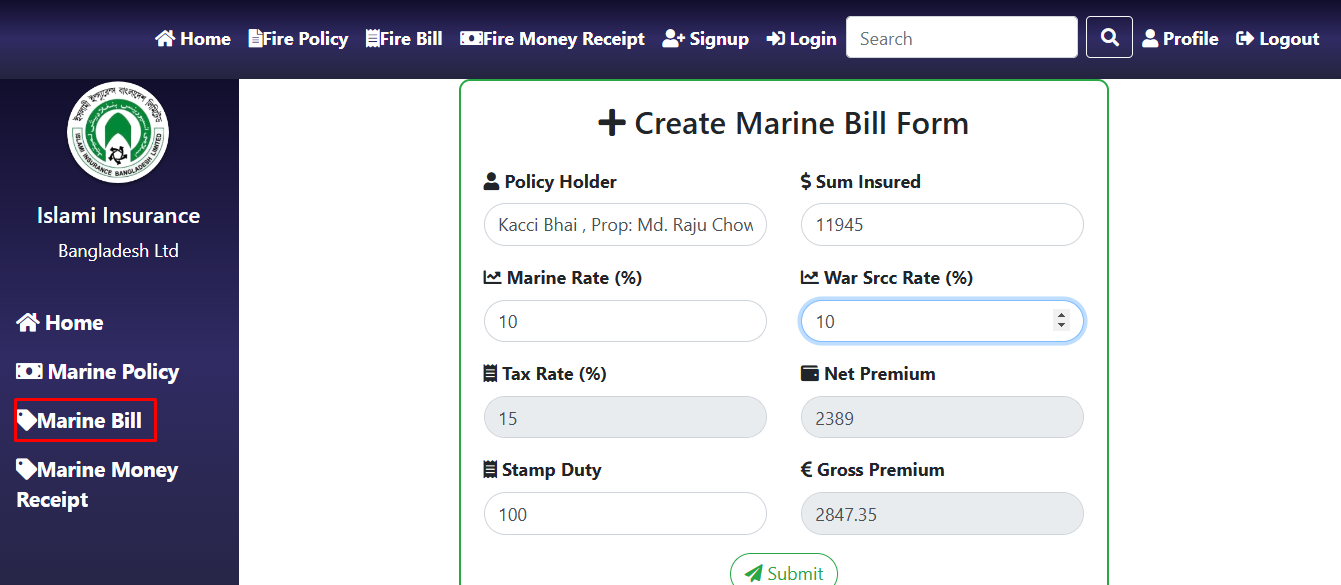 Home Fire Policy Fire Bill Fire Money Receipt Signup Login Search Profile Logout
ISLAMI INSURANCE BANGLADESH LIMITED
Islami Insurance
Bangladesh Ltd
Home
Marine Policy
Marine Bill
Marine Money
Receipt
Create Marine Bill Form
Policy Holder $ Sum Insured
Kacci Bhai , Prop: Md. Raju Chow 11945
Marine Rate (%) War Srcc Rate (%)
10 10
Tax Rate (%) Net Premium
15 2389
Stamp Duty € Gross Premium
100 2847.35
Submit